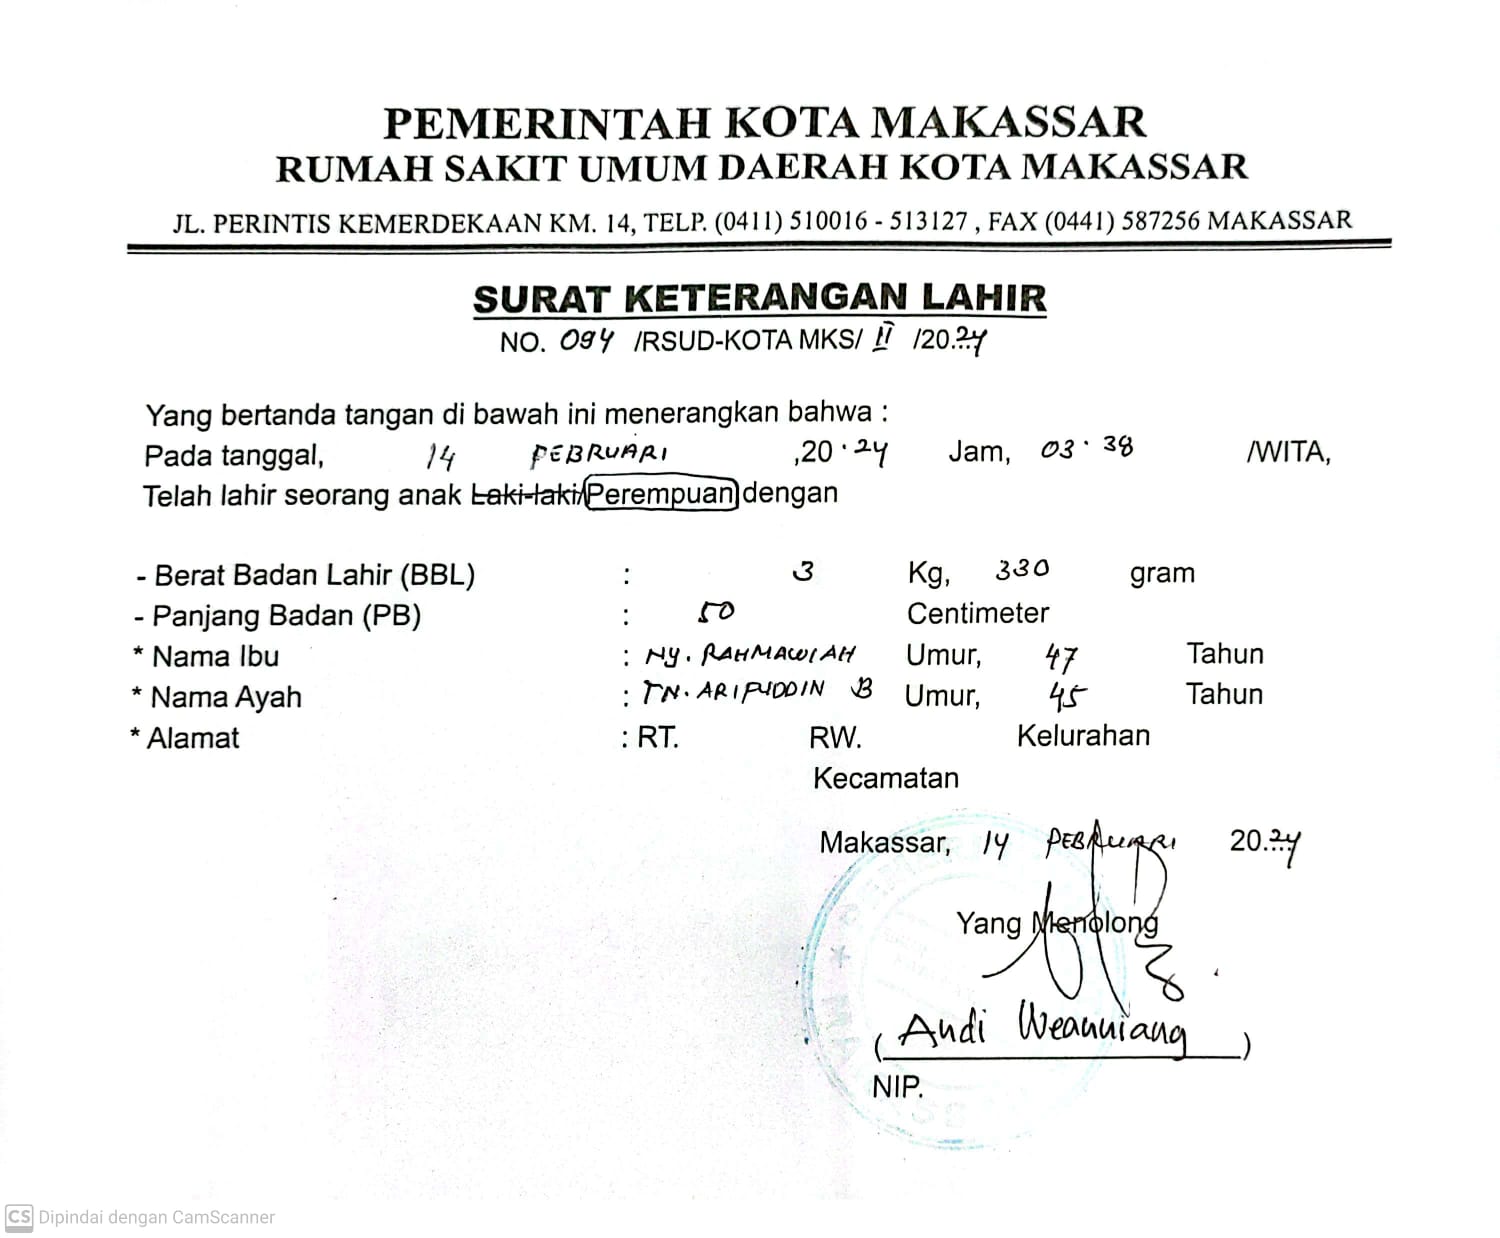 PEMERINTAH KOTA MAKASSAR
RUMAH SAKIT UMUM DAERAH KOTA MAKASSAR
JL. PERINTIS KEMERDEKAAN KM. 14, TELP. (0411) 510016 - 513127 , FAX (0441) 587256 MAKASSAR
SURAT KETERANGAN LAHIR
NO. 094 /RSUD-KOTA MKS/ II /20.24
Yang bertanda tangan di bawah ini menerangkan bahwa :
Pada tanggal, 14 PEBRUARI ,20.24 Jam, 03.38 /WITA,
Telah lahir seorang anak Laki-laki/Perempuan dengan
- Berat Badan Lahir (BBL) : 3 Kg, 330 gram
- Panjang Badan (PB) : 50 Centimeter
* Nama Ibu : NY. RAHMAWIAH Umur, 47 Tahun
* Nama Ayah : TN. ARIFUDDIN B Umur, 45 Tahun
* Alamat : RT. RW. Kelurahan
Kecamatan
Makassar, 14 PEBRUARI 20.24
Yang Menolong
( Andi Weanniang )
NIP.
CS Dipindai dengan CamScanner